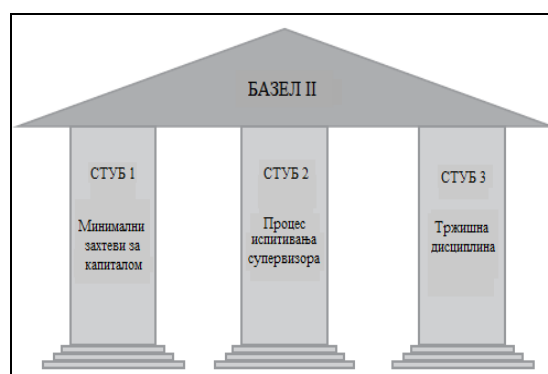 БАЗЕЛ II
СТУБ 1
Минимални
захтеви за
капиталом
СТУБ 2
Процес
испитивања
супервизора
СТУБ 3
Тржишна
дисциплина